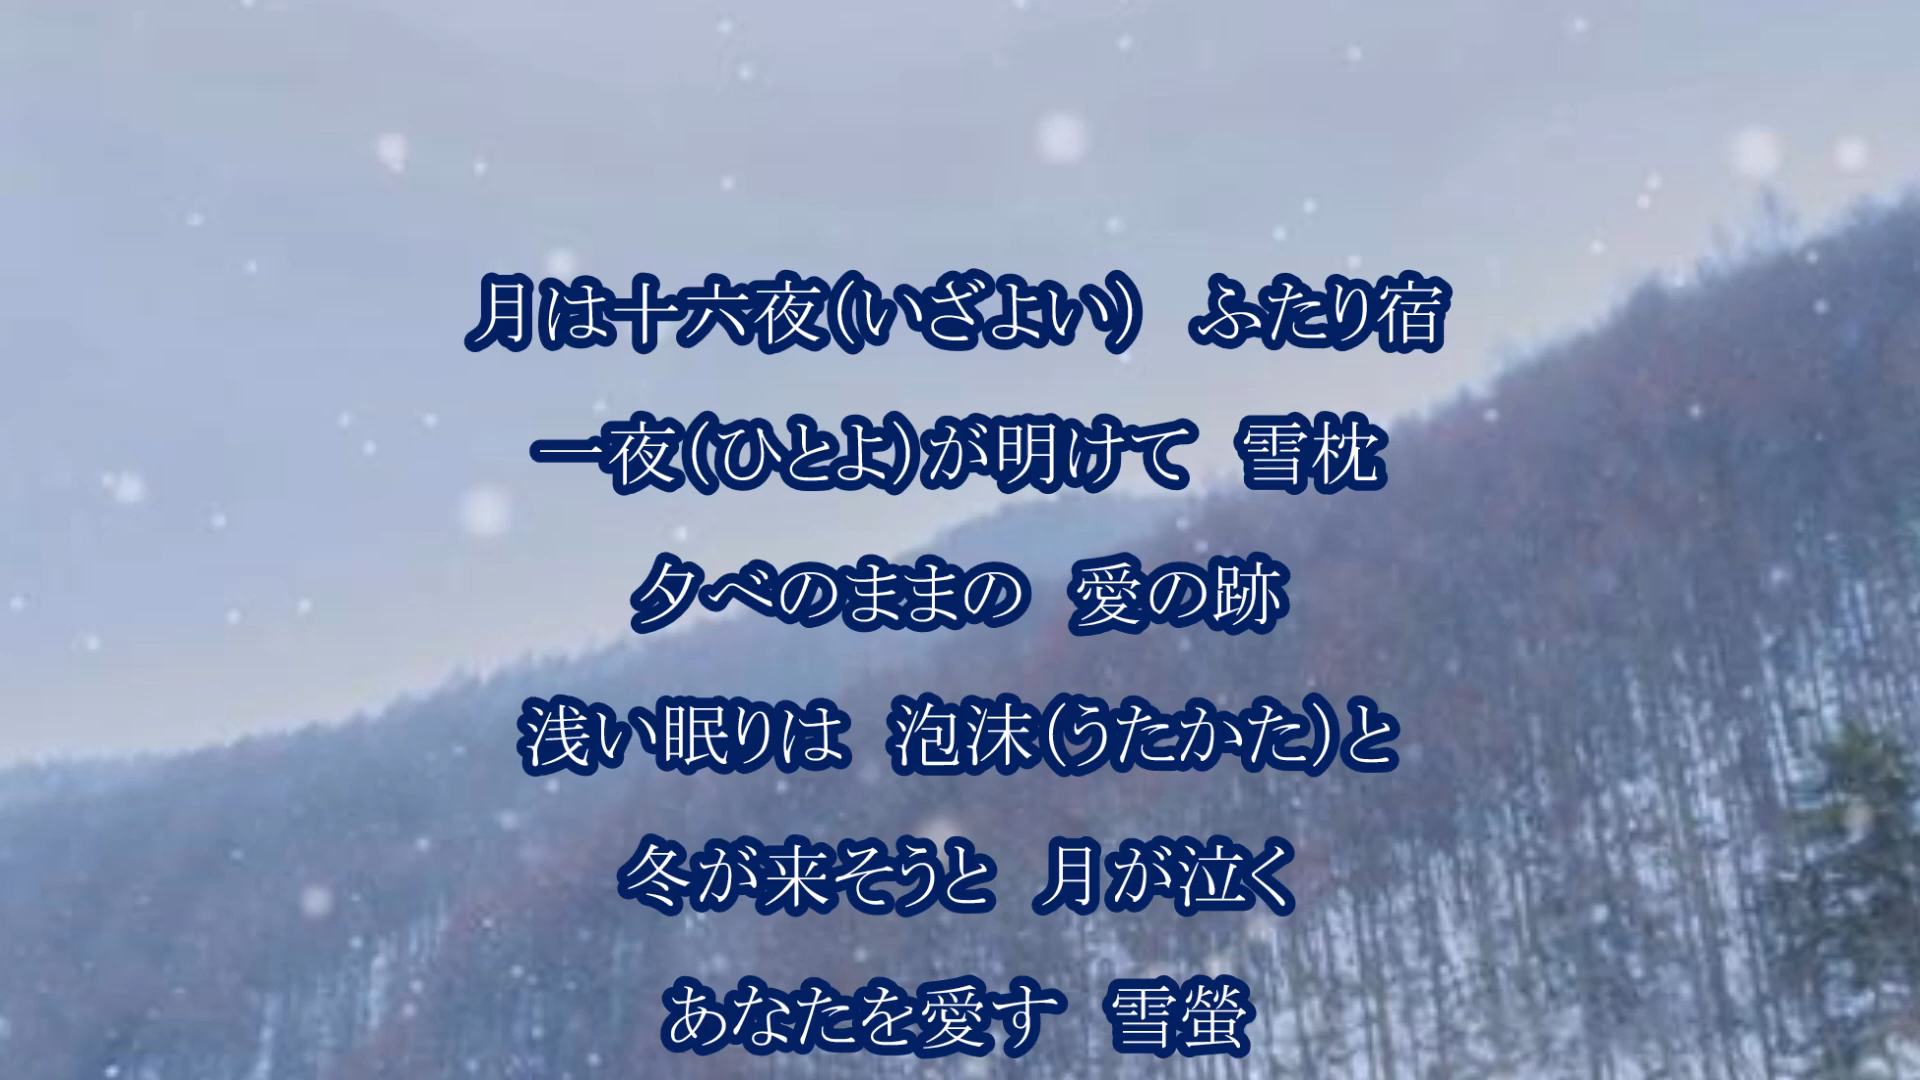 月は十六夜(いざよい)　ふたり宿
一夜(ひとよ)が明けて　雪枕
夕べのままの　愛の跡
浅い眠りは　泡沫(うたかた)と
冬が来そうと　月が泣く
あなたを愛す　雪螢